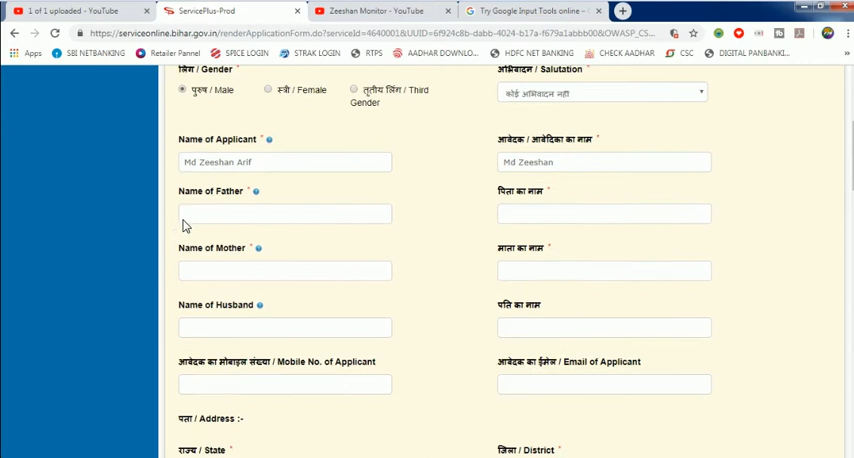 1 of 1 uploaded - YouTube
ServicePlus-Prod
Zeeshan Monitor - YouTube
Try Google Input Tools online –
https://serviceonline.bihar.gov.in/renderApplicationForm.do?serviceId=4640001&UUID=6f924c8b-dabb-4024-b17a-f679a1abbb00&OWASP_CS...
Apps
SBI NETBANKING
Retailer Pannel
SPICE LOGIN
STRAK LOGIN
RTPS
AADHAR DOWNLO...
HDFC NET BANKING
CHECK AADHAR
CSC
DIGITAL PANBANKI...
लिंग / Gender *
अभिवादन / Salutation *
पुरुष / Male
स्त्री / Female
तृतीय लिंग / Third
Gender
कोई अभिवादन नहीं
Name of Applicant *
आवेदक / आवेदिका का नाम *
Md Zeeshan Arif
Md Zeeshan
Name of Father *
पिता का नाम *
Name of Mother *
माता का नाम *
Name of Husband
पति का नाम
आवेदक का मोबाइल संख्या / Mobile No. of Applicant
आवेदक का ईमेल / Email of Applicant
पता / Address :-
राज्य / State *
जिला / District *